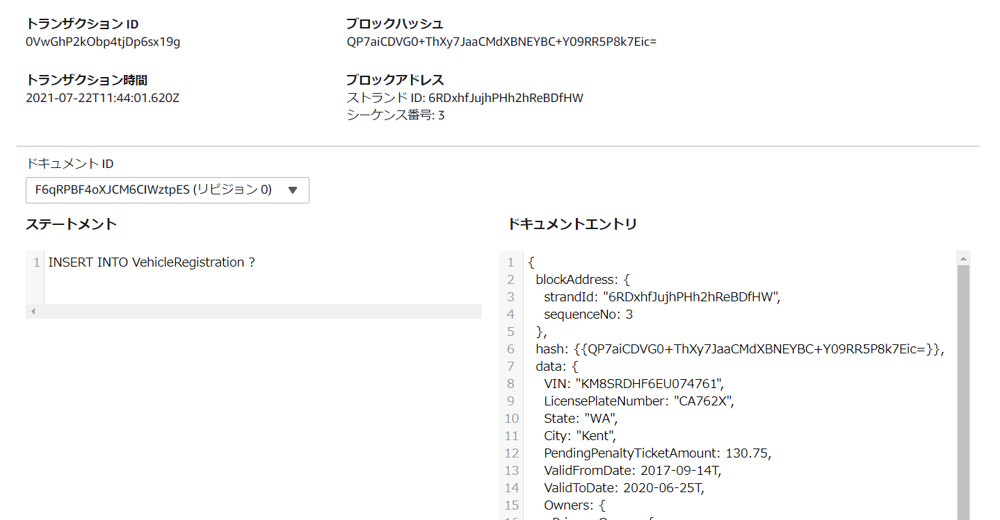 トランザクション ID
0VwGhP2kObp4tjDp6sx19g
ブロックハッシュ
QP7aiCDVG0+ThXy7JaaCMdXBNEYBC+Y09RR5P8k7Eic=
トランザクション時間
2021-07-22T11:44:01.620Z
ブロックアドレス
ストランド ID: 6RDxhfJujhPHh2hReBDfHW
シーケンス番号: 3
ドキュメント ID
F6qRPBF4oXJCM6CIWztpES (リビジョン 0)
ステートメント
1 INSERT INTO VehicleRegistration ?
ドキュメントエントリ
1 {
2 blockAddress: {
3 strandId: "6RDxhfJujhPHh2hReBDfHW",
4 sequenceNo: 3
5 },
6 hash: {{QP7aiCDVG0+ThXy7JaaCMdXBNEYBC+Y09RR5P8k7Eic=}},
7 data: {
8 VIN: "KM8SRDHF6EU074761",
9 LicensePlateNumber: "CA762X",
10 State: "WA",
11 City: "Kent",
12 PendingPenaltyTicketAmount: 130.75,
13 ValidFromDate: 2017-09-14T,
14 ValidToDate: 2020-06-25T,
15 Owners: {